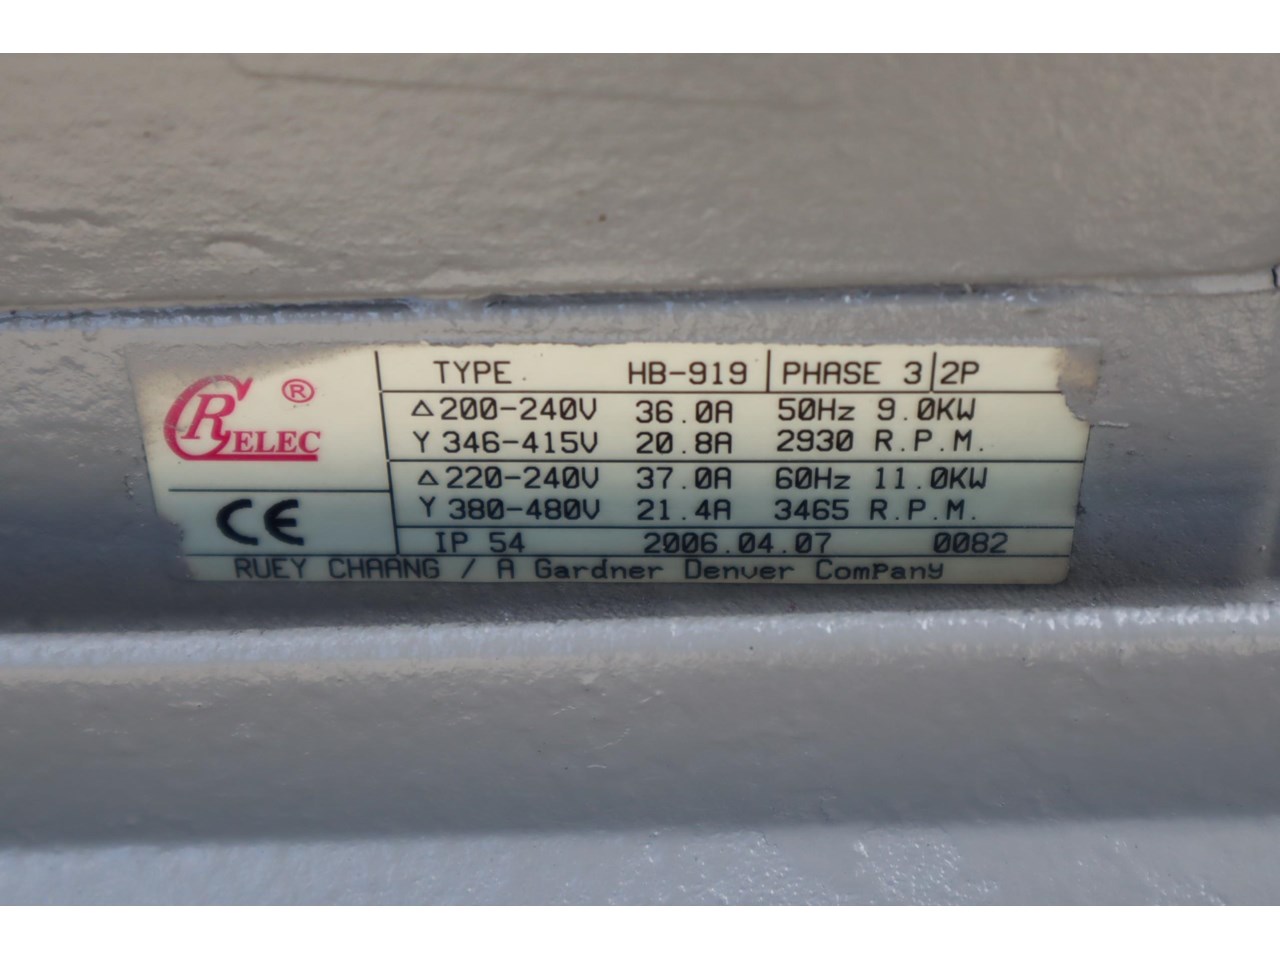 CR ELEC ®
CE
TYPE HB-919 PHASE 3 2P
△ 200-240V 36.0A 50Hz 9.0KW
Y 346-415V 20.8A 2930 R.P.M.
△ 220-240V 37.0A 60Hz 11.0KW
Y 380-480V 21.4A 3465 R.P.M.
IP 54 2006.04.07 0082
RUEY CHAANG / A Gardner Denver Company